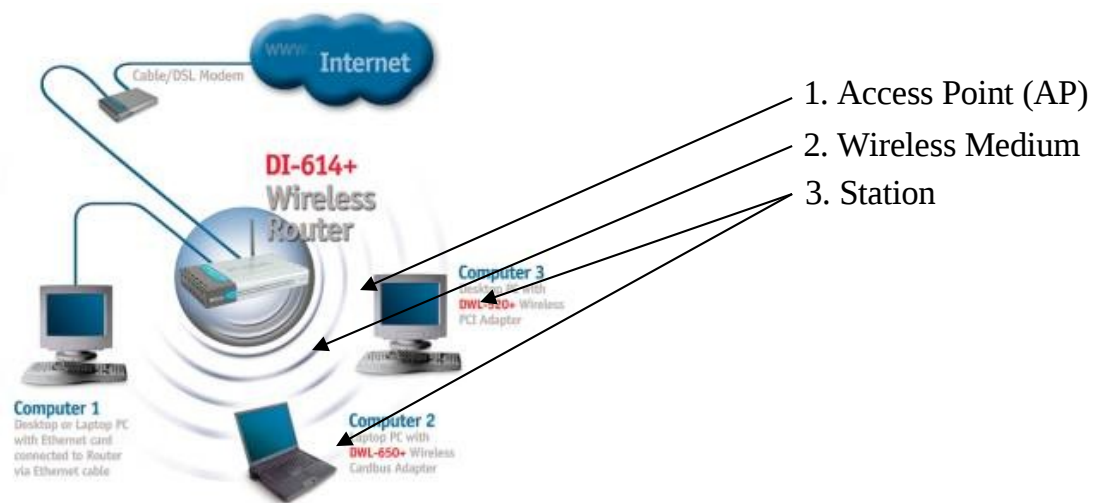 www.
Internet
Cable/DSL Modem
DI-614+
Wireless
Router
1. Access Point (AP)
2. Wireless Medium
3. Station
Computer 3
Desktop PC with
DWL-520+ Wireless
PCI Adapter
Computer 1
Desktop or Laptop PC
with Ethernet card
connected to Router
via Ethernet cable
Computer 2
Laptop PC with
DWL-650+ Wireless
Cardbus Adapter